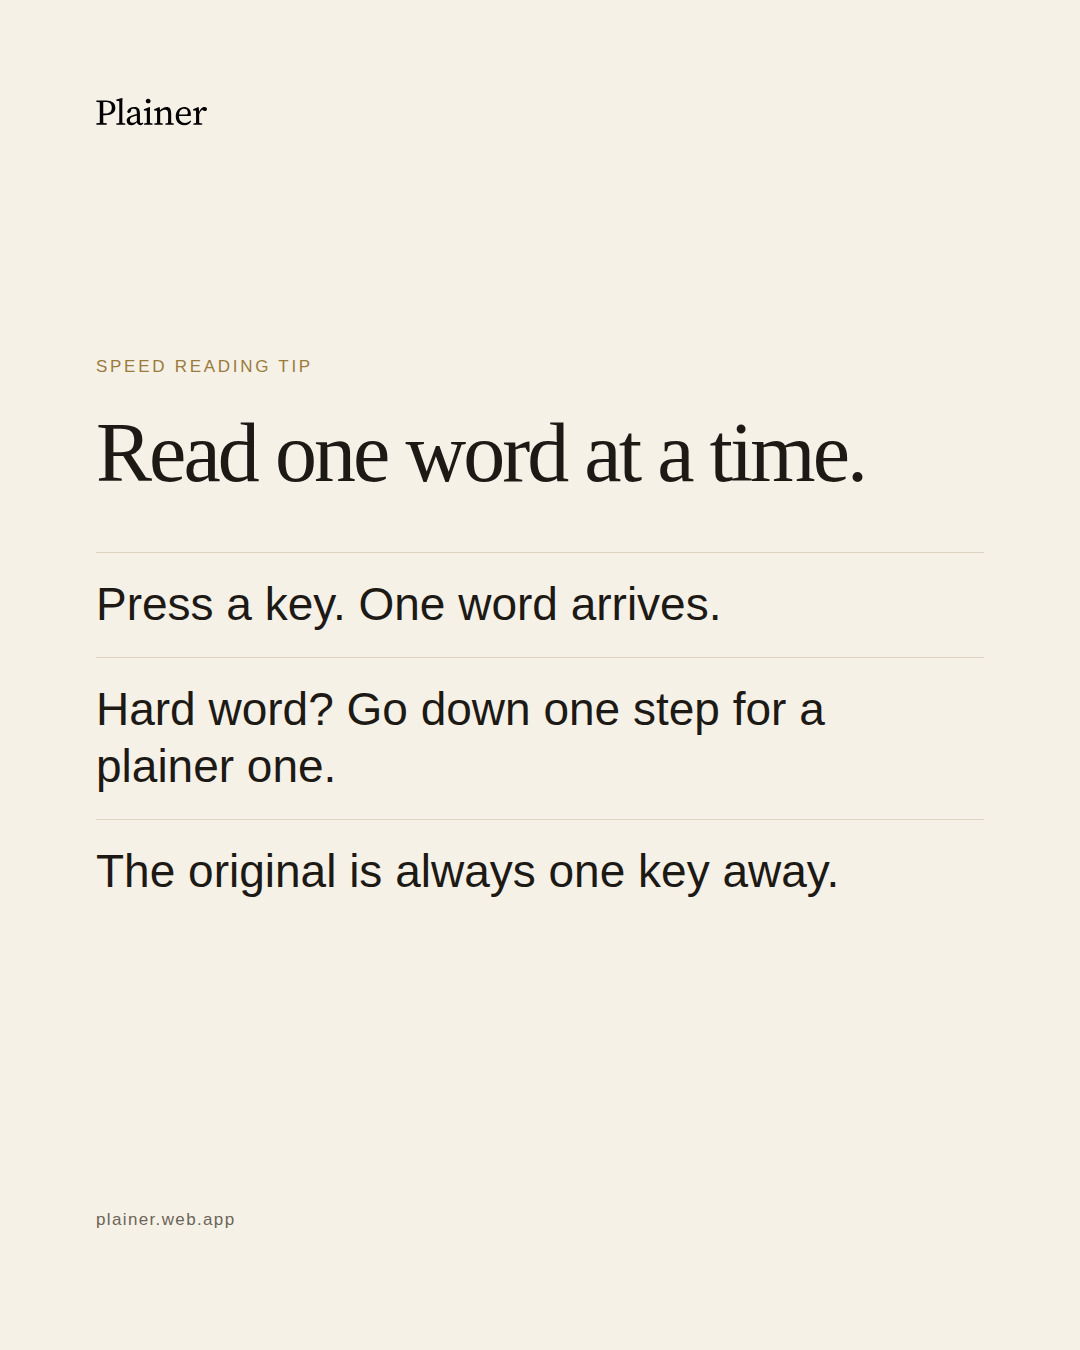 Plainer
SPEED READING TIP
Read one word at a time.
Press a key. One word arrives.
Hard word? Go down one step for a
plainer one.
The original is always one key away.
plainer.web.app